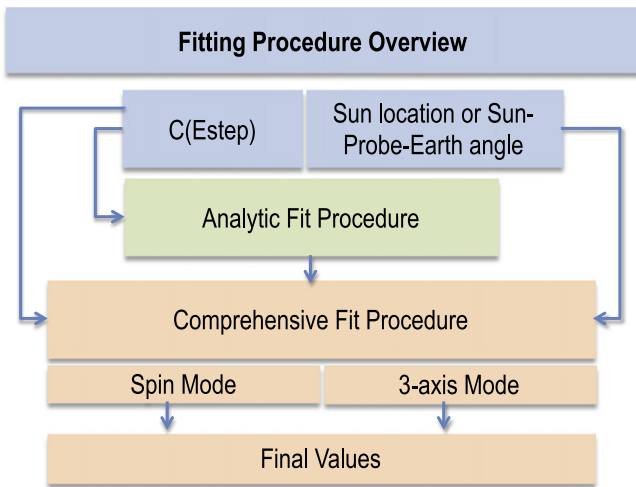 Fitting Procedure Overview
C(Estep)
Sun location or Sun-
Probe-Earth angle
Analytic Fit Procedure
Comprehensive Fit Procedure
Spin Mode
3-axis Mode
Final Values